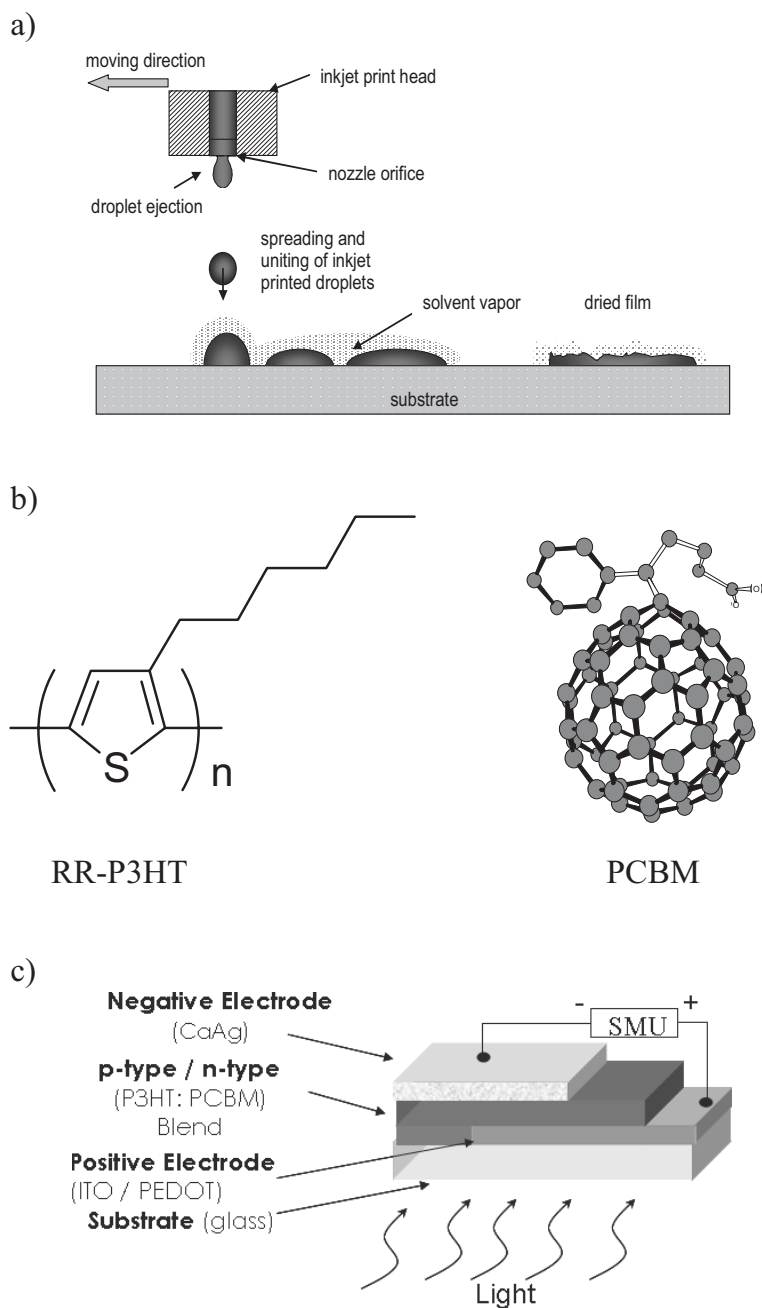 a)
moving direction
inkjet print head
nozzle orifice
droplet ejection
spreading and
uniting of inkjet
printed droplets
solvent vapor
dried film
substrate
b)
S
n
RR-P3HT
PCBM
c)
Negative Electrode
(CaAg)
- SMU +
p-type / n-type
(P3HT: PCBM)
Blend
Positive Electrode
(ITO / PEDOT)
Substrate (glass)
Light